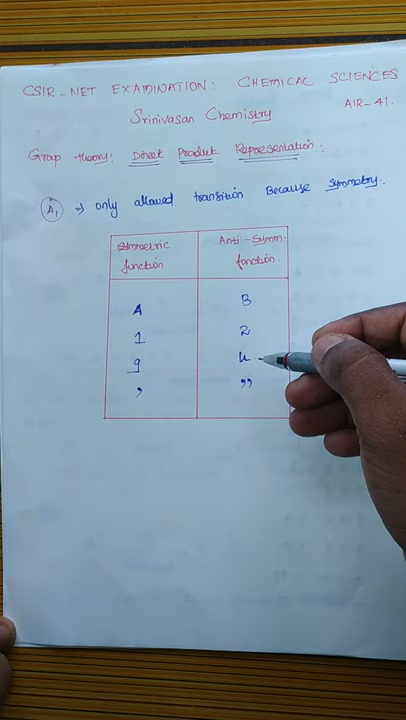 CSIR-NET EXAMINATION: CHEMICAL SCIENCES
Srinivasan Chemistry AIR-41.
Group theory: Direct Product Representation.
A1 → only allowed transition Because symmetry.
Symmetric function Anti-Symm. function.
A B
1 2
g u
' ''